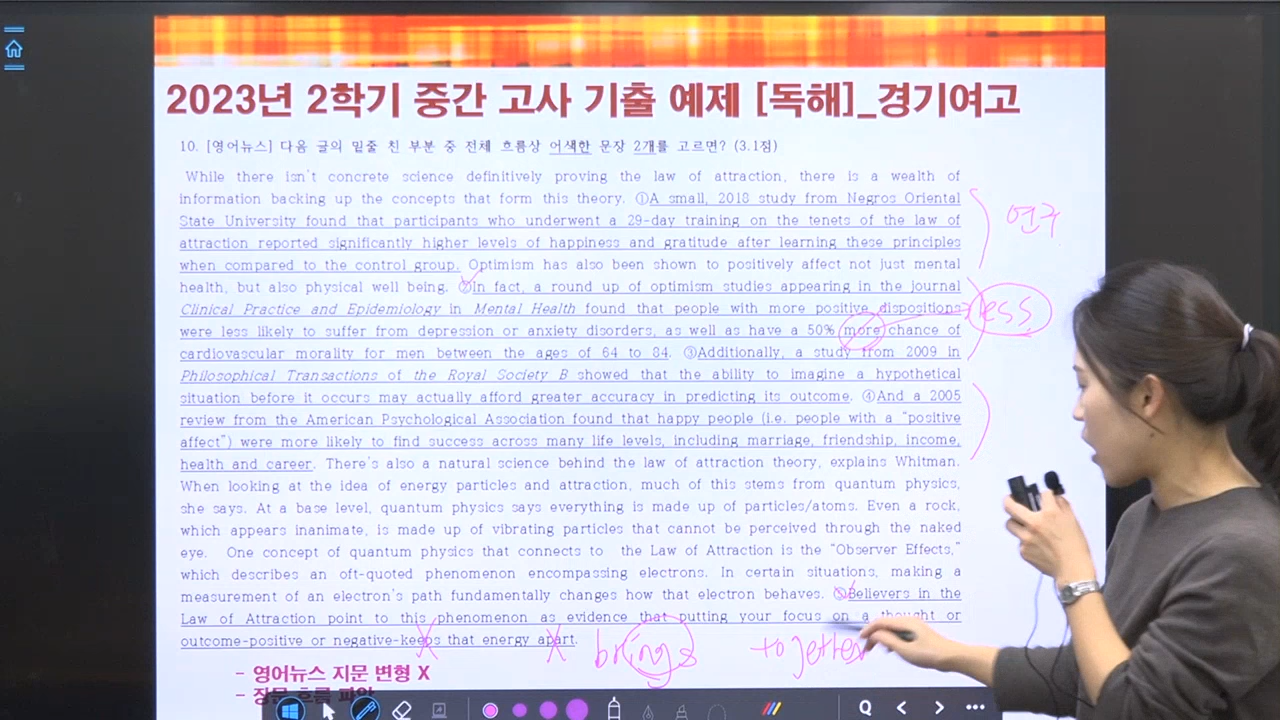 2023년 2학기 중간 고사 기출 예제 [독해]_경기여고
10. [영어뉴스] 다음 글의 밑줄 친 부분 중 전체 흐름상 어색한 문장 2개를 고르면? (3.1점)
While there isn't concrete science definitively proving the law of attraction, there is a wealth of
information backing up the concepts that form this theory. ①A small, 2018 study from Negros Oriental
State University found that participants who underwent a 29-day training on the tenets of the law of
attraction reported significantly higher levels of happiness and gratitude after learning these principles
연구
when compared to the control group. Optimism has also been shown to positively affect not just mental
health, but also physical well being. ②In fact, a round up of optimism studies appearing in the journal
Clinical Practice and Epidemiology in Mental Health found that people with more positive dispositions
less
were less likely to suffer from depression or anxiety disorders, as well as have a 50% more chance of
cardiovascular morality for men between the ages of 64 to 84. ③Additionally, a study from 2009 in
Philosophical Transactions of the Royal Society B showed that the ability to imagine a hypothetical
situation before it occurs may actually afford greater accuracy in predicting its outcome. ④And a 2005
review from the American Psychological Association found that happy people (i.e. people with a "positive
affect") were more likely to find success across many life levels, including marriage, friendship, income,
health and career. There's also a natural science behind the law of attraction theory, explains Whitman.
When looking at the idea of energy particles and attraction, much of this stems from quantum physics,
she says. At a base level, quantum physics says everything is made up of particles/atoms. Even a rock,
which appears inanimate, is made up of vibrating particles that cannot be perceived through the naked
eye. One concept of quantum physics that connects to the Law of Attraction is the "Observer Effects,"
which describes an oft-quoted phenomenon encompassing electrons. In certain situations, making a
measurement of an electron's path fundamentally changes how that electron behaves. ⑤Believers in the
Law of Attraction point to this phenomenon as evidence that putting your focus on a thought or
outcome-positive or negative-keeps that energy apart.
brings together
- 영어뉴스 지문 변형 X
- 장문 흐름 파악